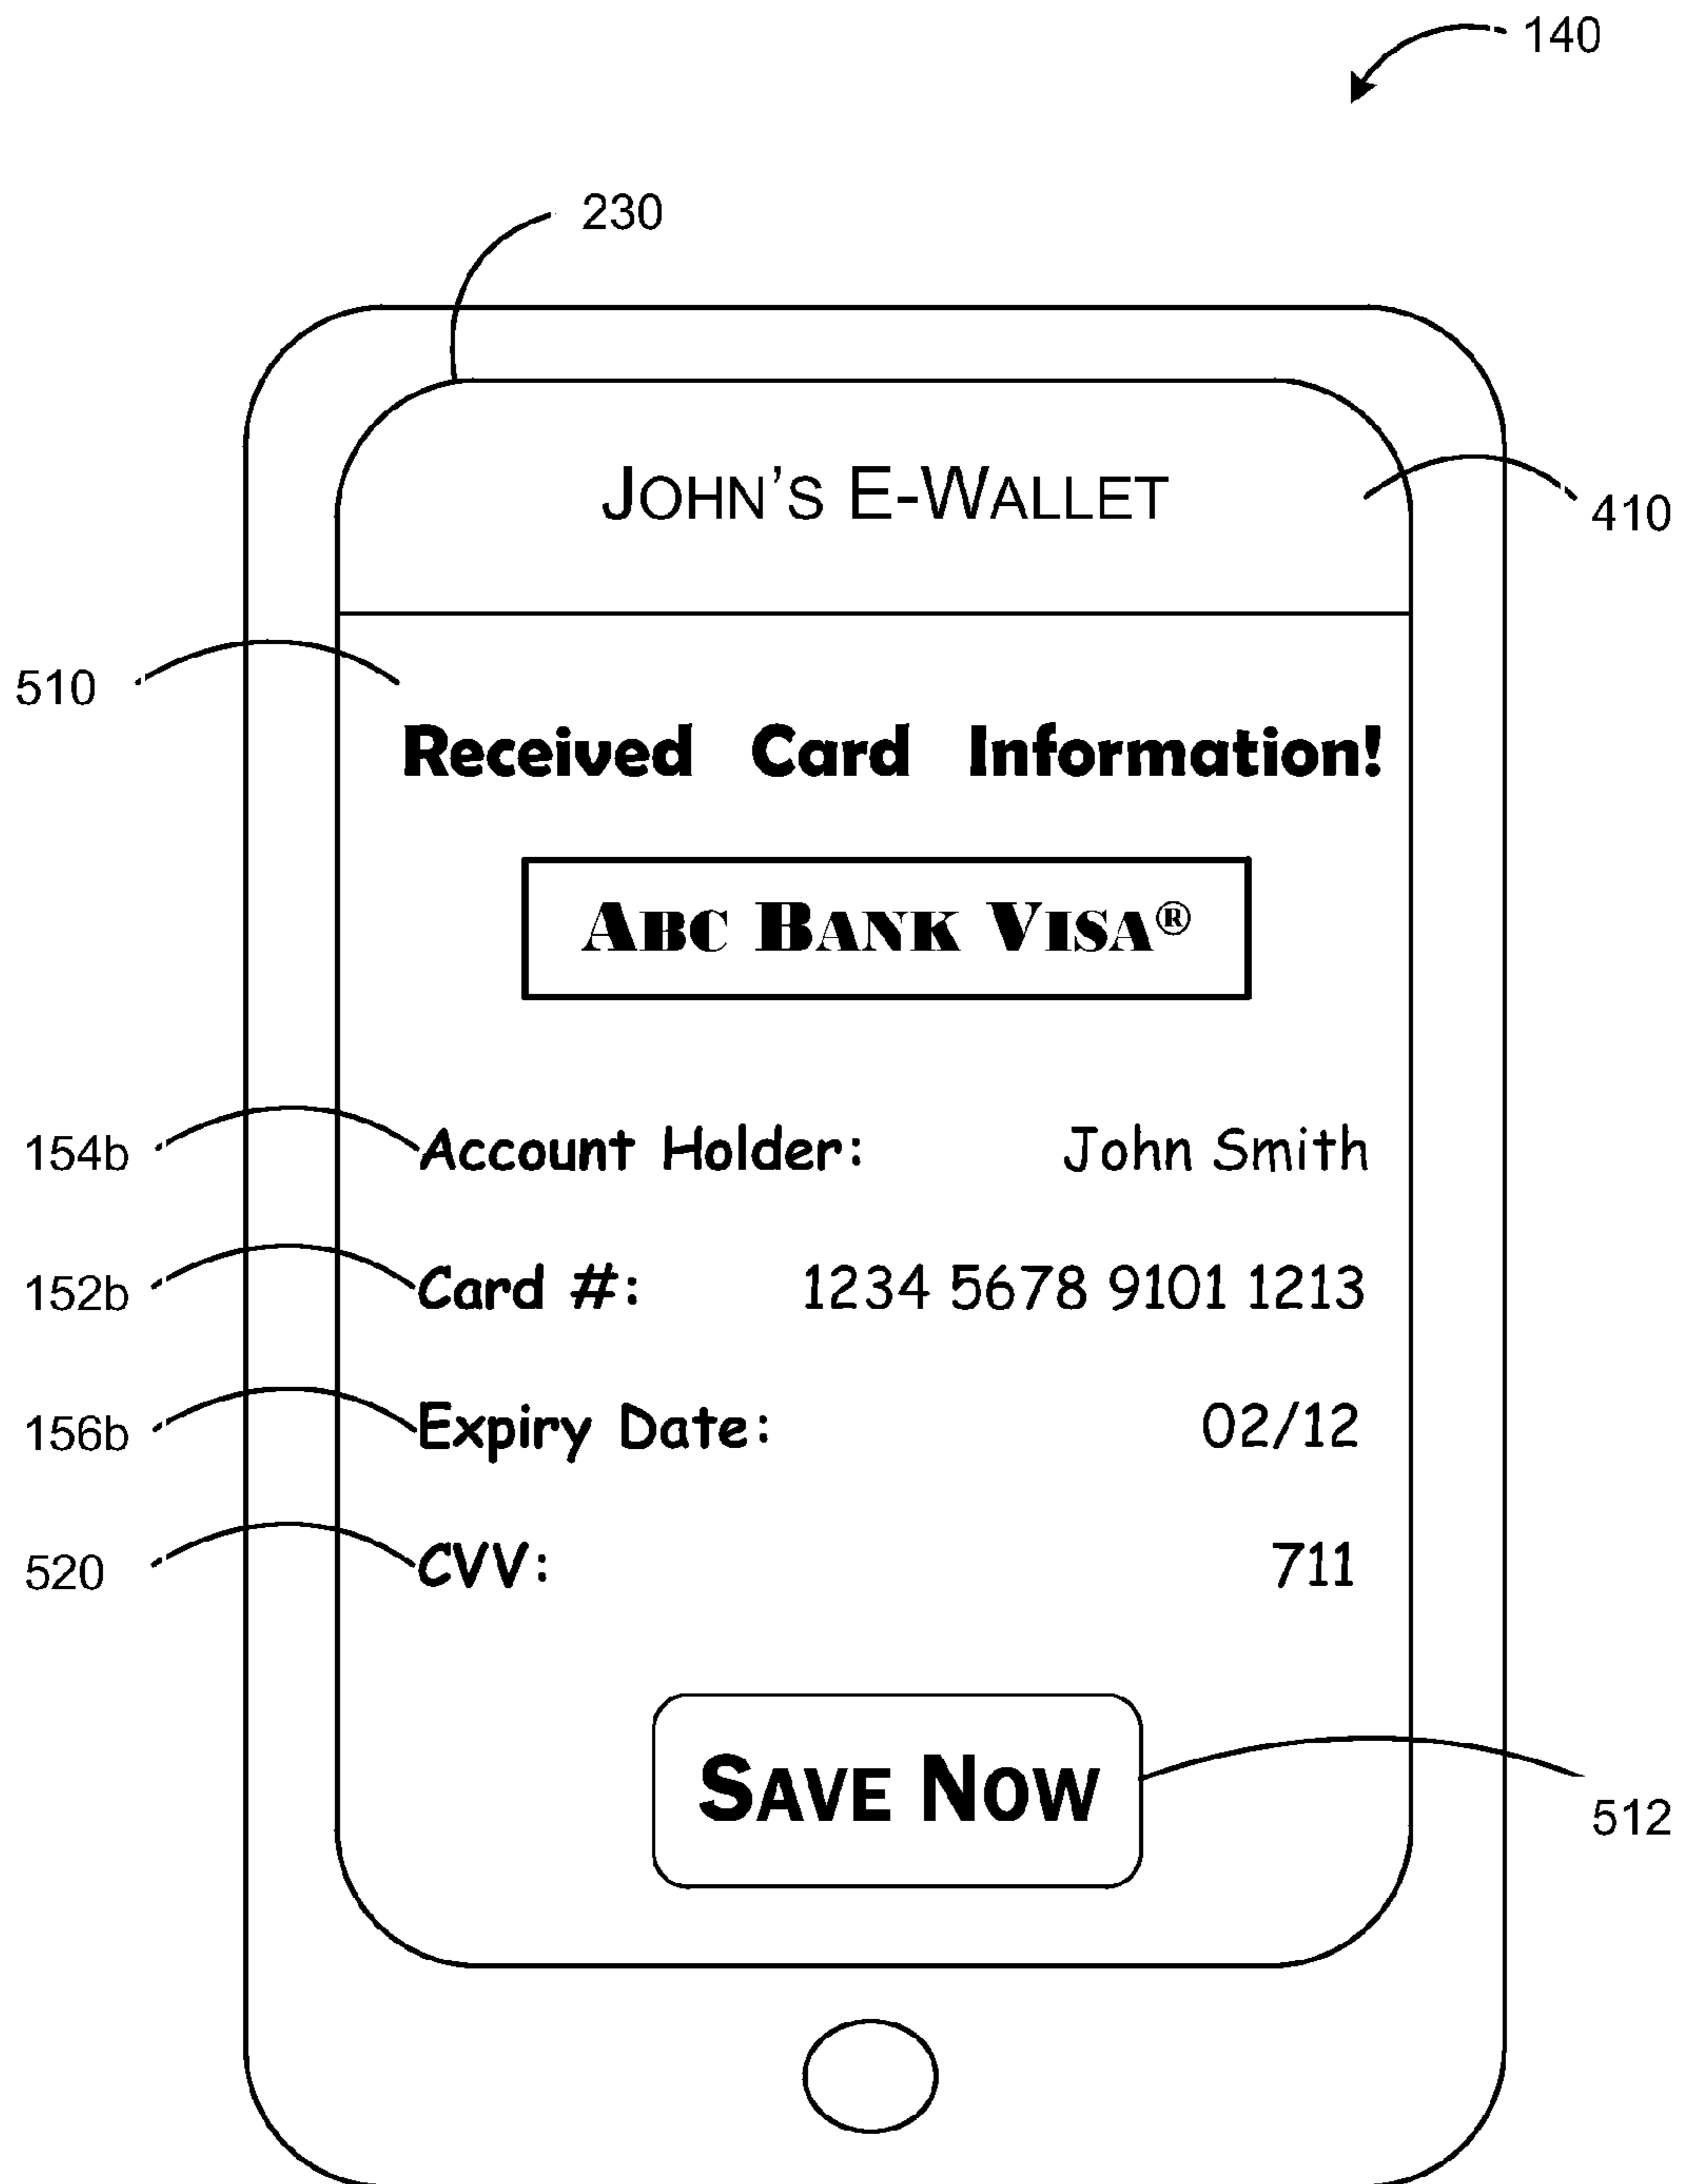 140
230
JOHN'S E-WALLET
410
510
Received Card Information!
ABC BANK VISA®
154b Account Holder: John Smith
152b Card #: 1234 5678 9101 1213
156b Expiry Date: 02/12
520 CVV: 711
SAVE NOW
512